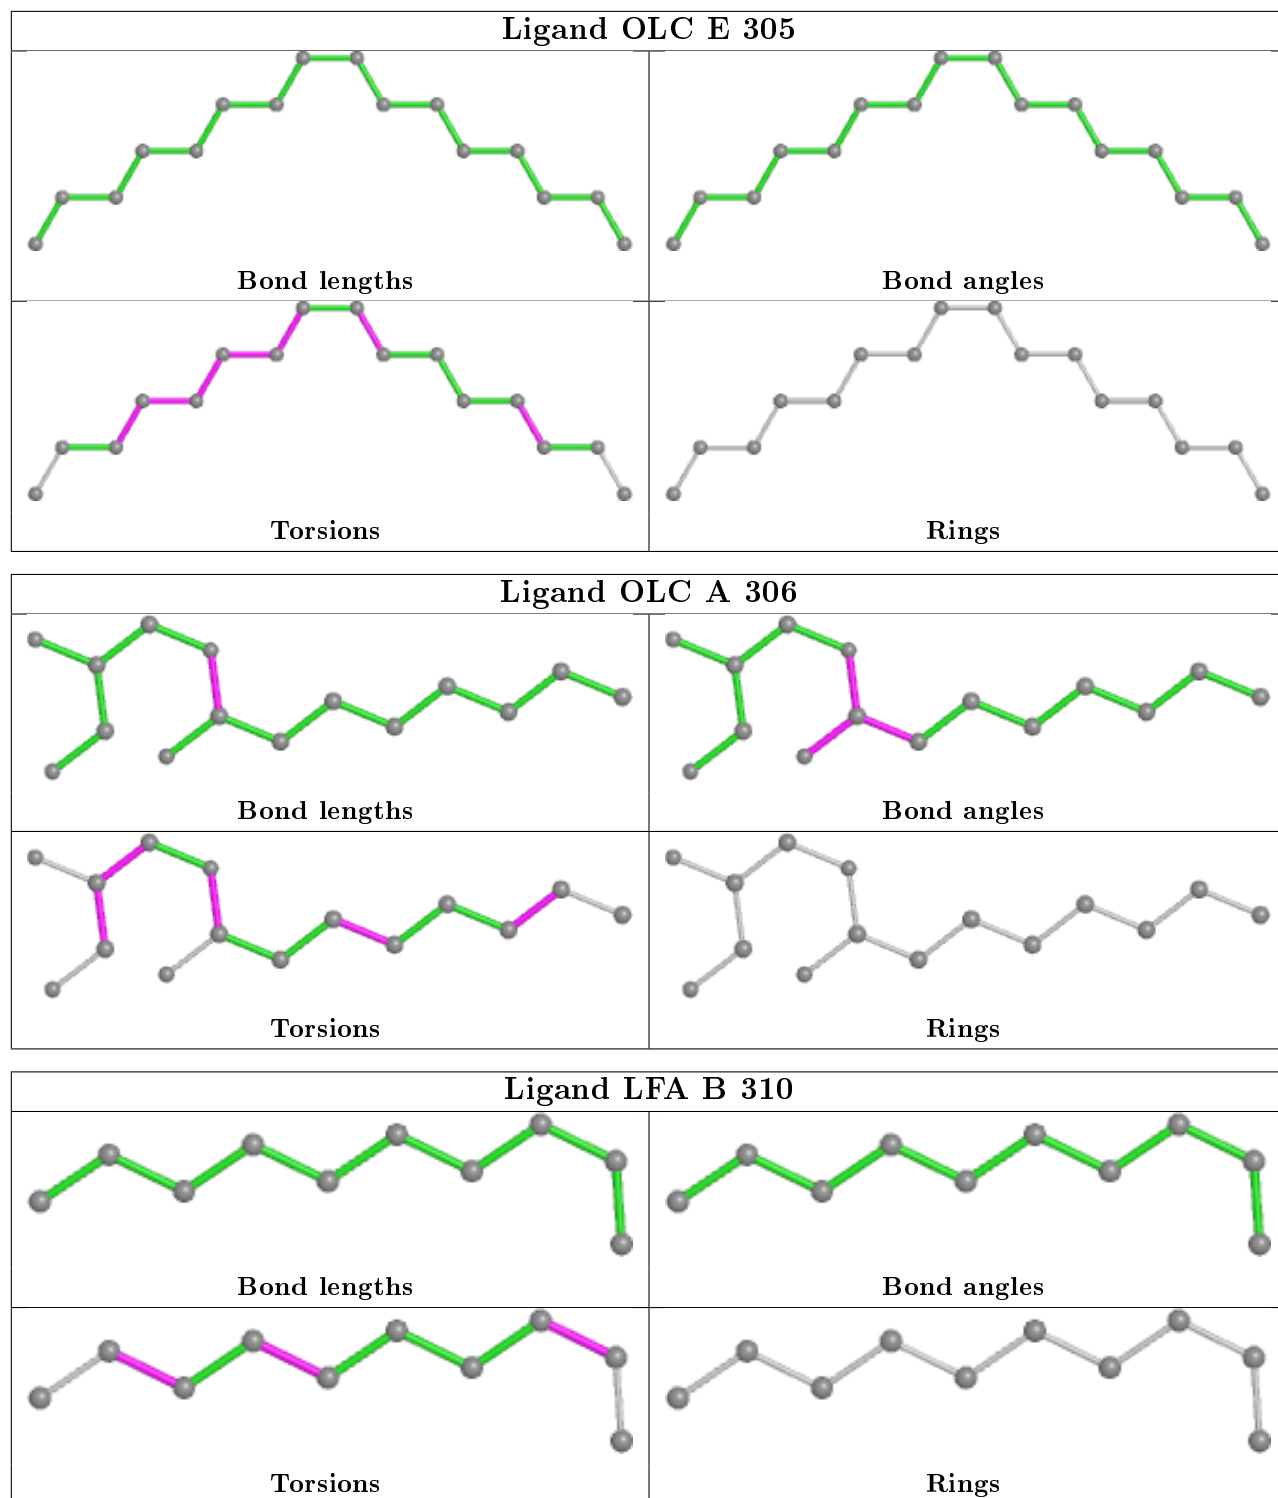 Ligand OLC E 305
Bond lengths
Bond angles
Torsions
Rings
Ligand OLC A 306
Bond lengths
Bond angles
Torsions
Rings
Ligand LFA B 310
Bond lengths
Bond angles
Torsions
Rings